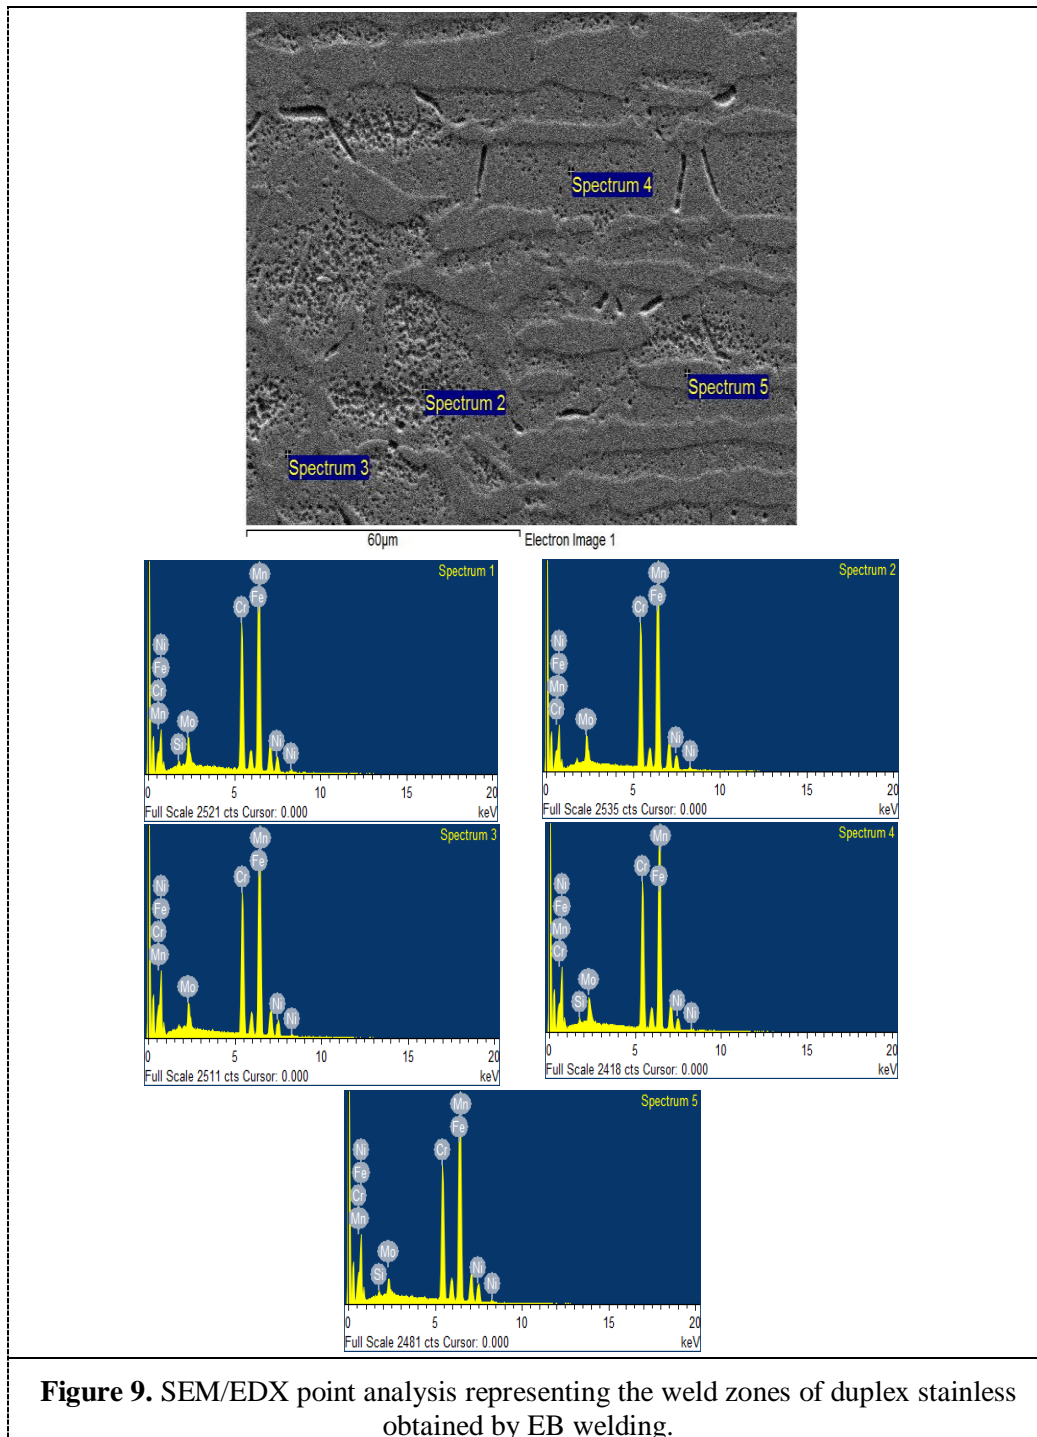 Spectrum 4
Spectrum 5
Spectrum 2
Spectrum 3
60µm
Electron Image 1
Spectrum 1
Mn
Fe
Cr
Ni
Fe
Cr
Mn
Mo
Si
Ni
Ni
0 5 10 15 20
Full Scale 2521 cts Cursor: 0.000 keV
Spectrum 2
Mn
Fe
Cr
Ni
Fe
Mn
Cr
Mo
Ni
Ni
0 5 10 15 20
Full Scale 2535 cts Cursor: 0.000 keV
Spectrum 3
Mn
Fe
Cr
Ni
Fe
Cr
Mn
Mo
Ni
Ni
0 5 10 15 20
Full Scale 2511 cts Cursor: 0.000 keV
Spectrum 4
Mn
Cr
Fe
Ni
Fe
Mn
Cr
Mo
Si
Ni
Ni
0 5 10 15 20
Full Scale 2418 cts Cursor: 0.000 keV
Spectrum 5
Mn
Fe
Cr
Ni
Fe
Cr
Mn
Mo
Si
Ni
Ni
0 5 10 15 20
Full Scale 2481 cts Cursor: 0.000 keV
Figure 9. SEM/EDX point analysis representing the weld zones of duplex stainless
obtained by EB welding.